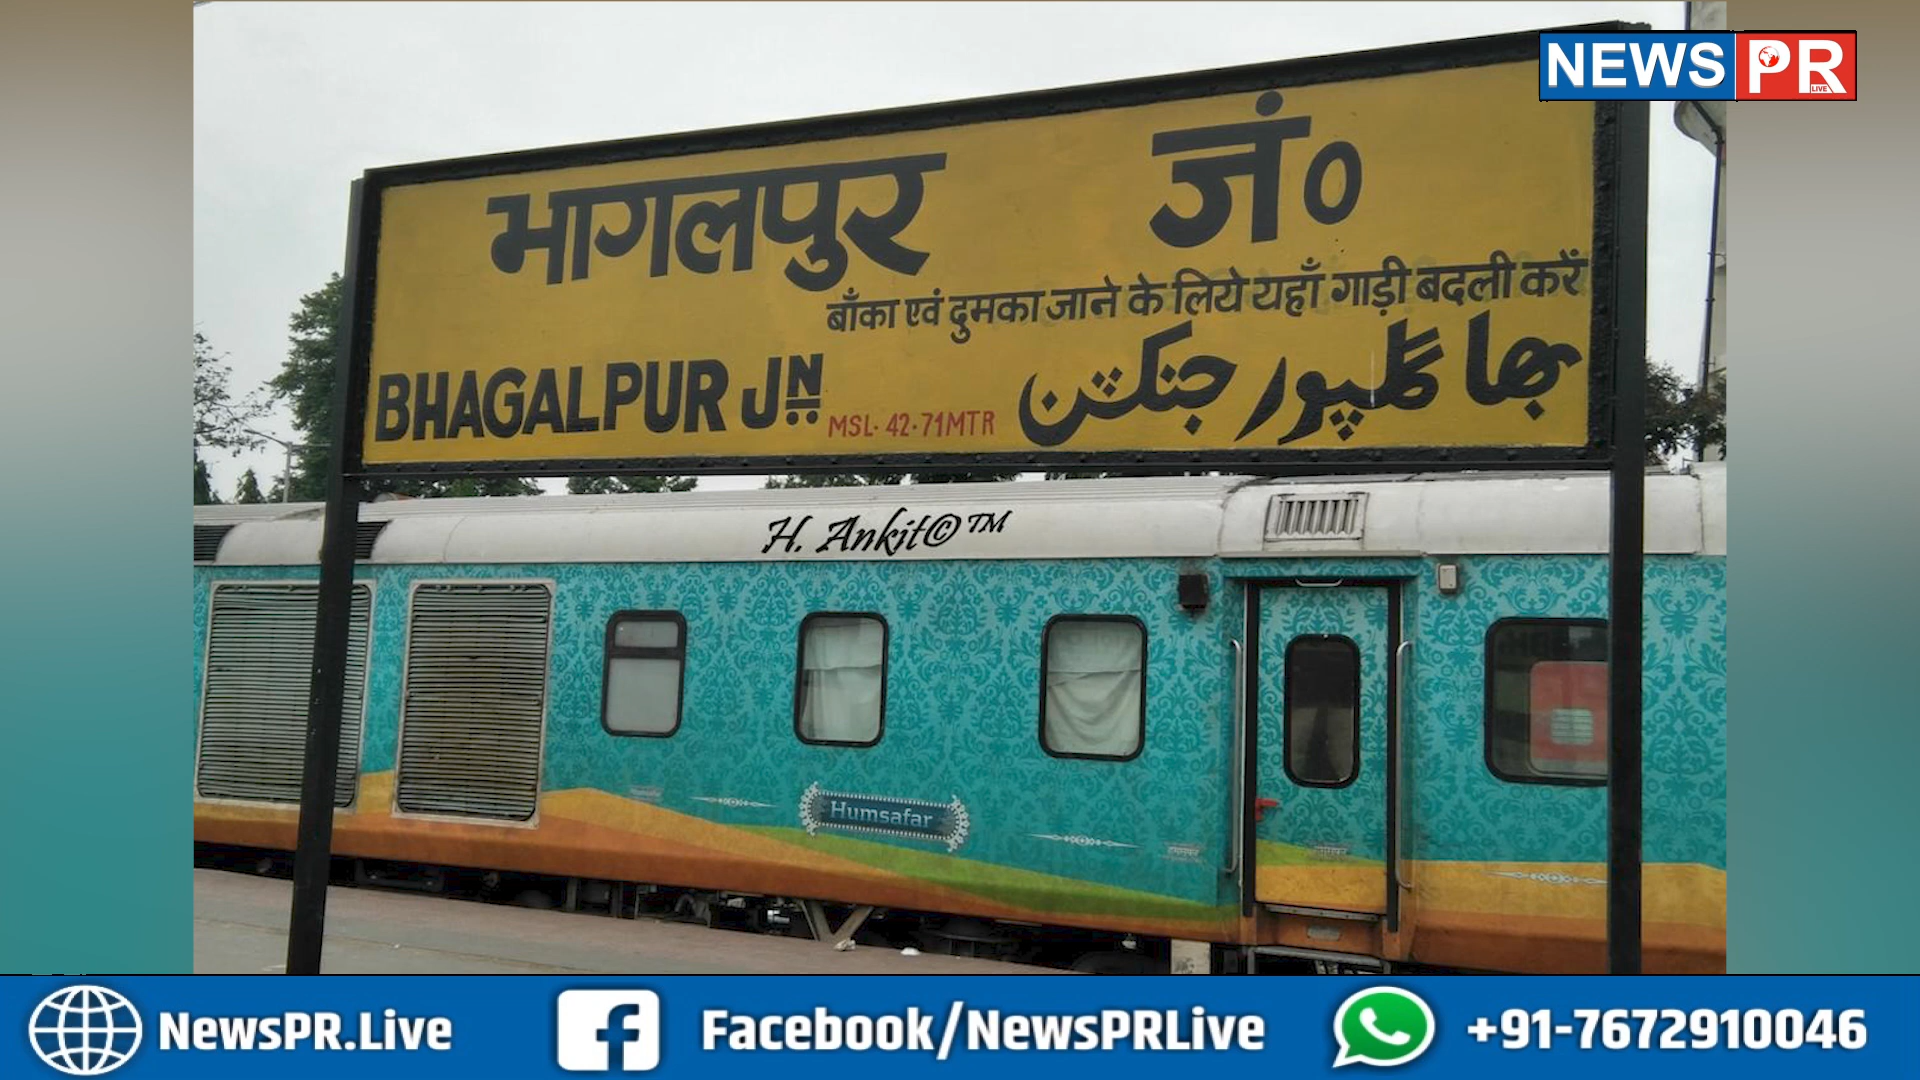 NEWS PR
LIVE
भागलपुर जं०
बाँका एवं दुमका जाने के लिये यहाँ गाड़ी बदली करें
BHAGALPUR JN
MSL. 42.71MTR
بھاگلپور جنکشن
H. Ankit©™
Humsafar
NewsPR.Live
Facebook/NewsPRLive
+91-7672910046